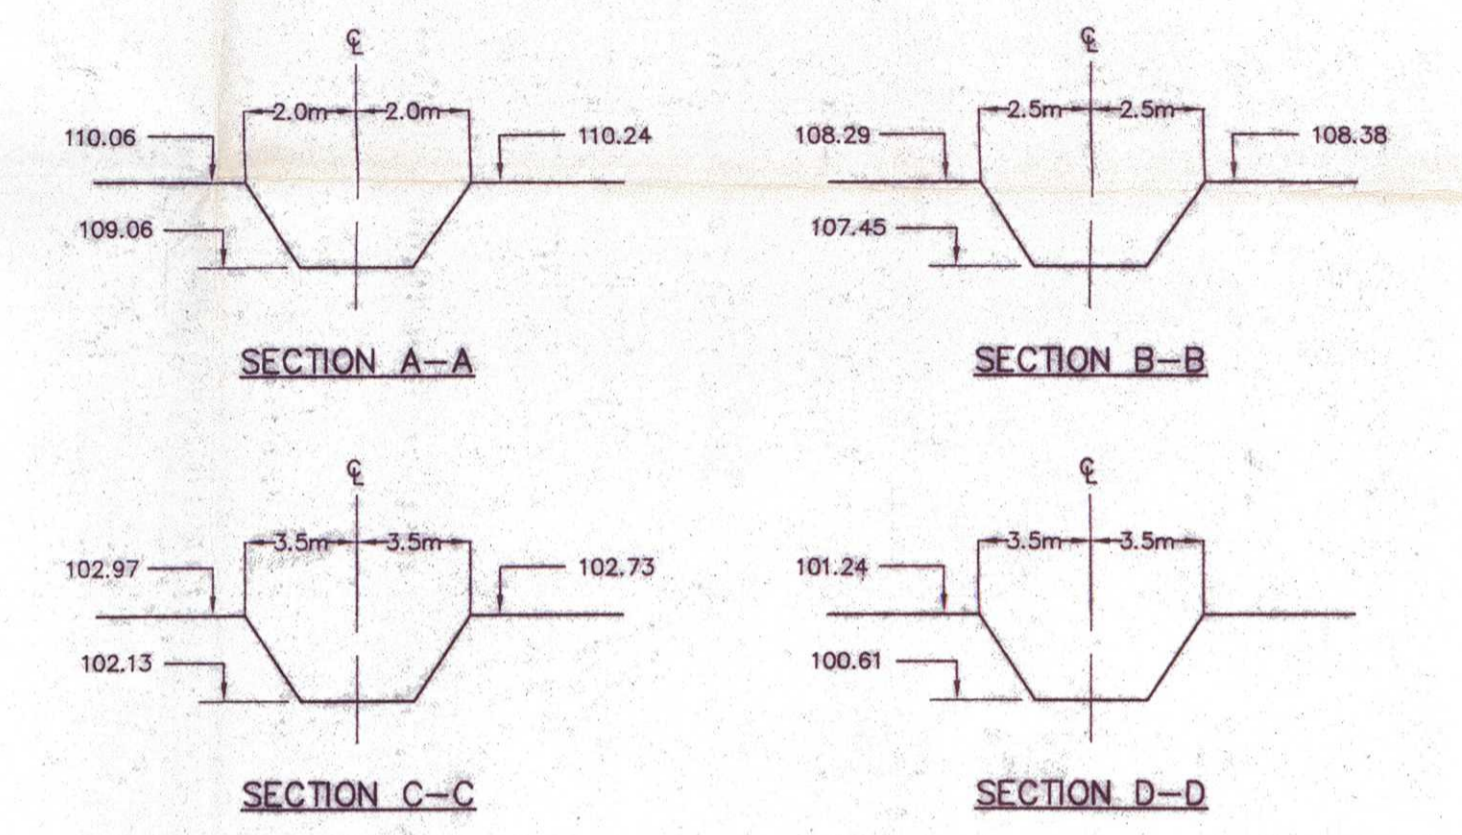 ℄
2.0m 2.0m
110.06
110.24
109.06
SECTION A-A
℄
2.5m 2.5m
108.29
108.38
107.45
SECTION B-B
℄
3.5m 3.5m
102.97
102.73
102.13
SECTION C-C
℄
3.5m 3.5m
101.24
100.61
SECTION D-D